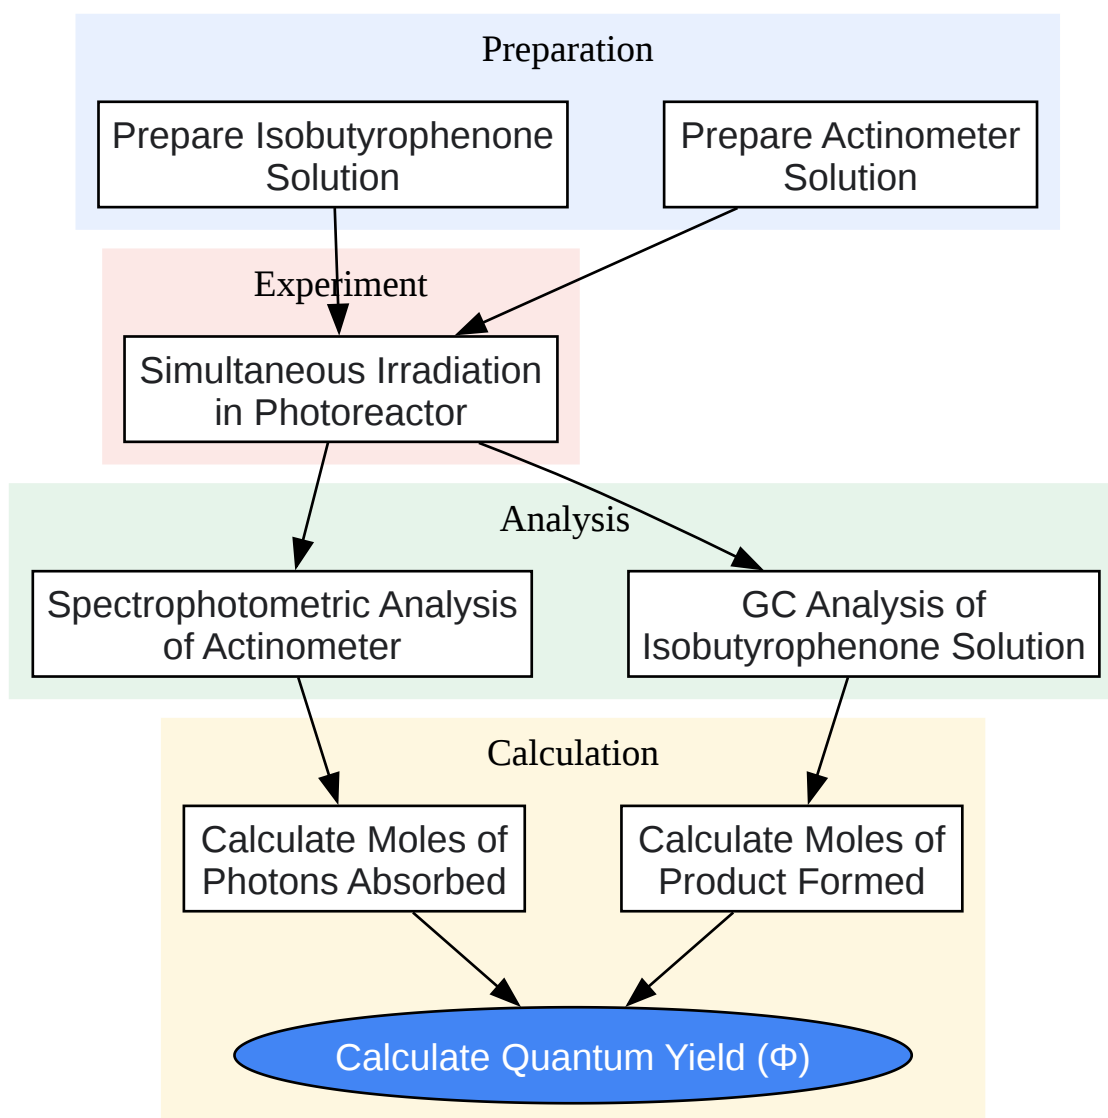 Preparation
Prepare Isobutyrophenone
Solution
Prepare Actinometer
Solution
Experiment
Simultaneous Irradiation
in Photoreactor
Analysis
Spectrophotometric Analysis
of Actinometer
GC Analysis of
Isobutyrophenone Solution
Calculation
Calculate Moles of
Photons Absorbed
Calculate Moles of
Product Formed
Calculate Quantum Yield (Φ)